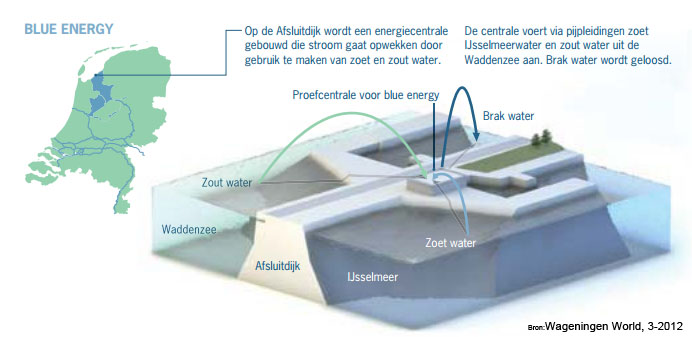 BLUE ENERGY
Op de Afsluitdijk wordt een energiecentrale
gebouwd die stroom gaat opwekken door
gebruik te maken van zoet en zout water.
De centrale voert via pijpleidingen zoet
IJsselmeerwater en zout water uit de
Waddenzee aan. Brak water wordt geloosd.
Proefcentrale voor blue energy
Brak water
Zout water
Waddenzee
Zoet water
Afsluitdijk
IJsselmeer
Bron:Wageningen World, 3-2012